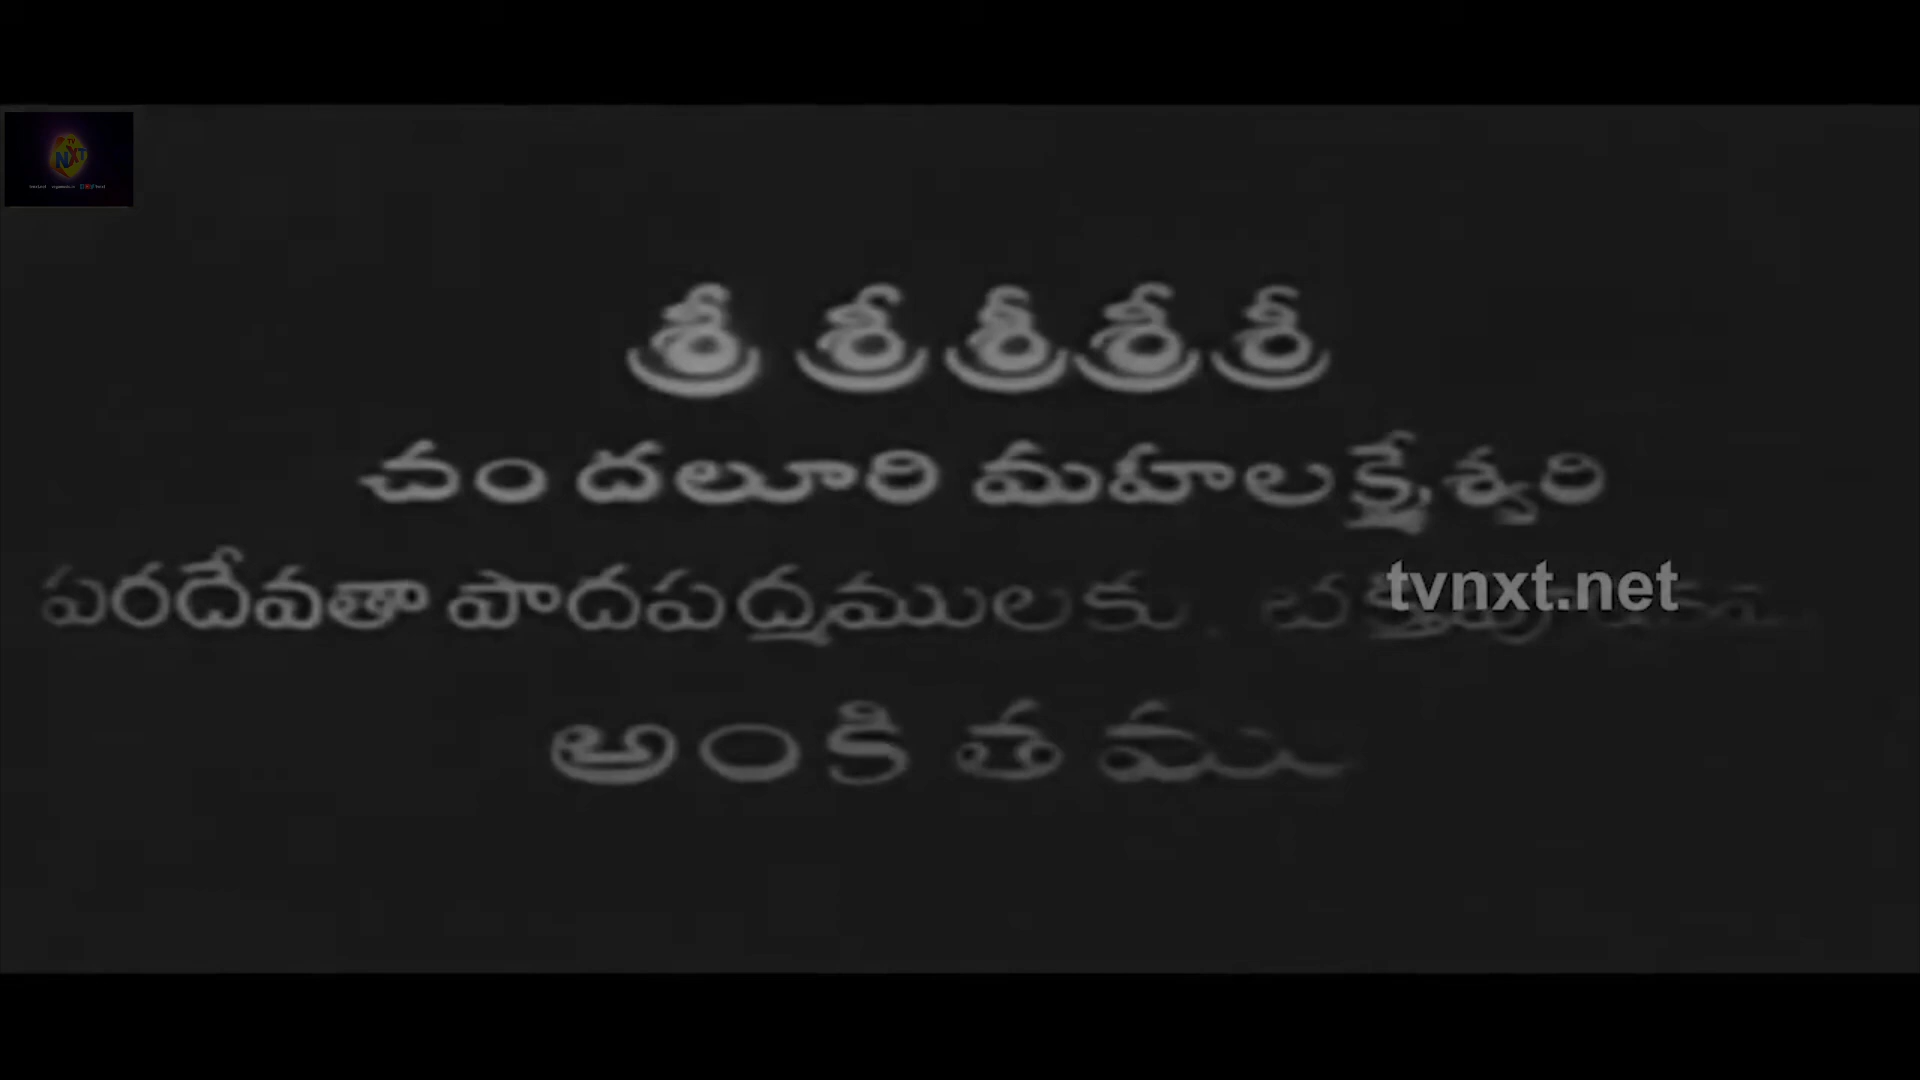 శ్రీ శ్రీ శ్రీ శ్రీ శ్రీ
చందలూరి మహాలక్ష్మేశ్వరి
పరదేవతా పాదపద్మములకు.
tvnxt.net
అంకితము